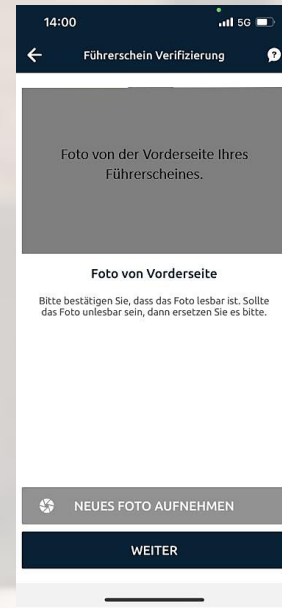 14:00
5G
Führerschein Verifizierung
?
Foto von der Vorderseite Ihres
Führerscheines.
Foto von Vorderseite
Bitte bestätigen Sie, dass das Foto lesbar ist. Sollte
das Foto unlesbar sein, dann ersetzen Sie es bitte.
NEUES FOTO AUFNEHMEN
WEITER